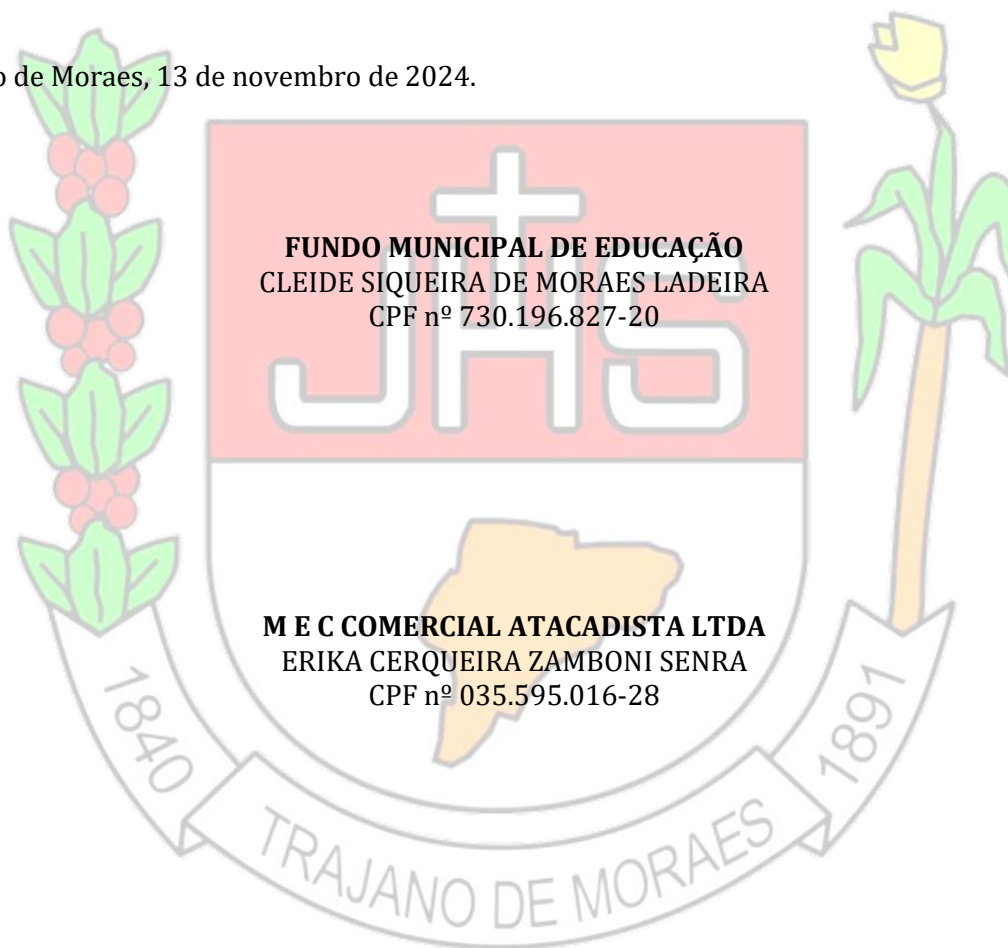 o de Moraes, 13 de novembro de 2024.
FUNDO MUNICIPAL DE EDUCAÇÃO
CLEIDE SIQUEIRA DE MORAES LADEIRA
CPF nº 730.196.827-20
JHS
M E C COMERCIAL ATACADISTA LTDA
ERIKA CERQUEIRA ZAMBONI SENRA
CPF nº 035.595.016-28
1840
TRAJANO DE MORAES
1891